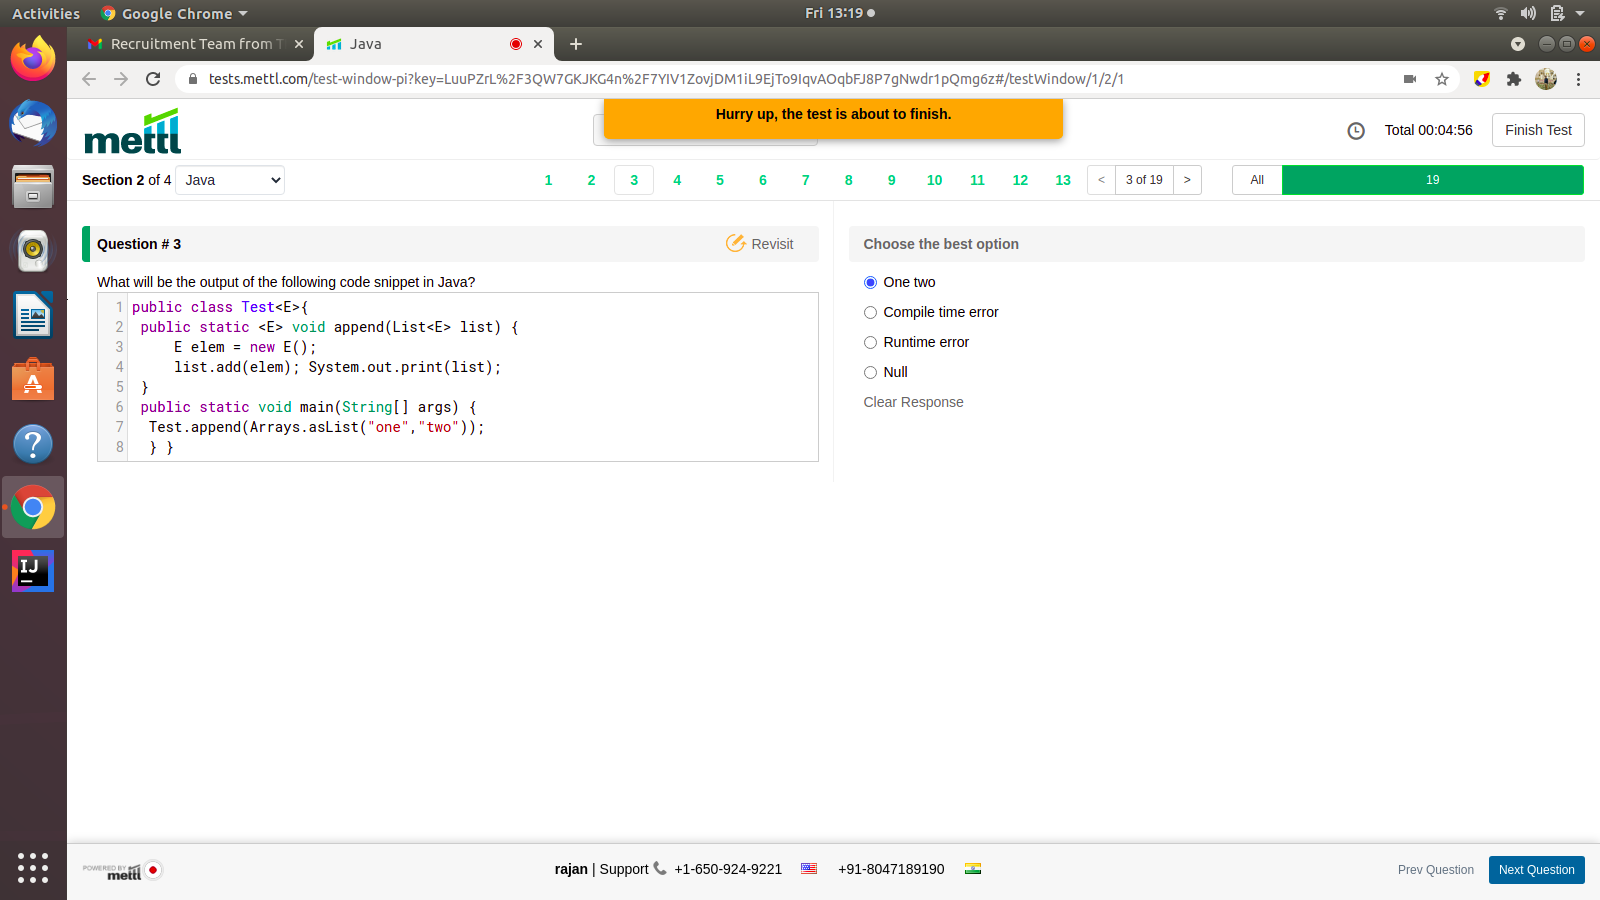 Activities
Google Chrome
Fri 13:19
Recruitment Team from T
Java
tests.mettl.com/test-window-pi?key=LuuPZrL%2F3QW7GKJKG4n%2F7YIV1ZovjDM1iL9EjTo9IqvAOqbFJ8P7gNwdr1pQmg6z#/testWindow/1/2/1
mettl
Hurry up, the test is about to finish.
Total 00:04:56
Finish Test
Section 2 of 4
Java
1 2 3 4 5 6 7 8 9 10 11 12 13
< 3 of 19 >
All
19
Question # 3
Revisit
What will be the output of the following code snippet in Java?
1 public class Test<E>{
2 public static <E> void append(List<E> list) {
3 E elem = new E();
4 list.add(elem); System.out.print(list);
5 }
6 public static void main(String[] args) {
7 Test.append(Arrays.asList("one","two"));
8 } }
Choose the best option
One two
Compile time error
Runtime error
Null
Clear Response
POWERED BY
mettl
rajan | Support +1-650-924-9221 +91-8047189190
Prev Question
Next Question